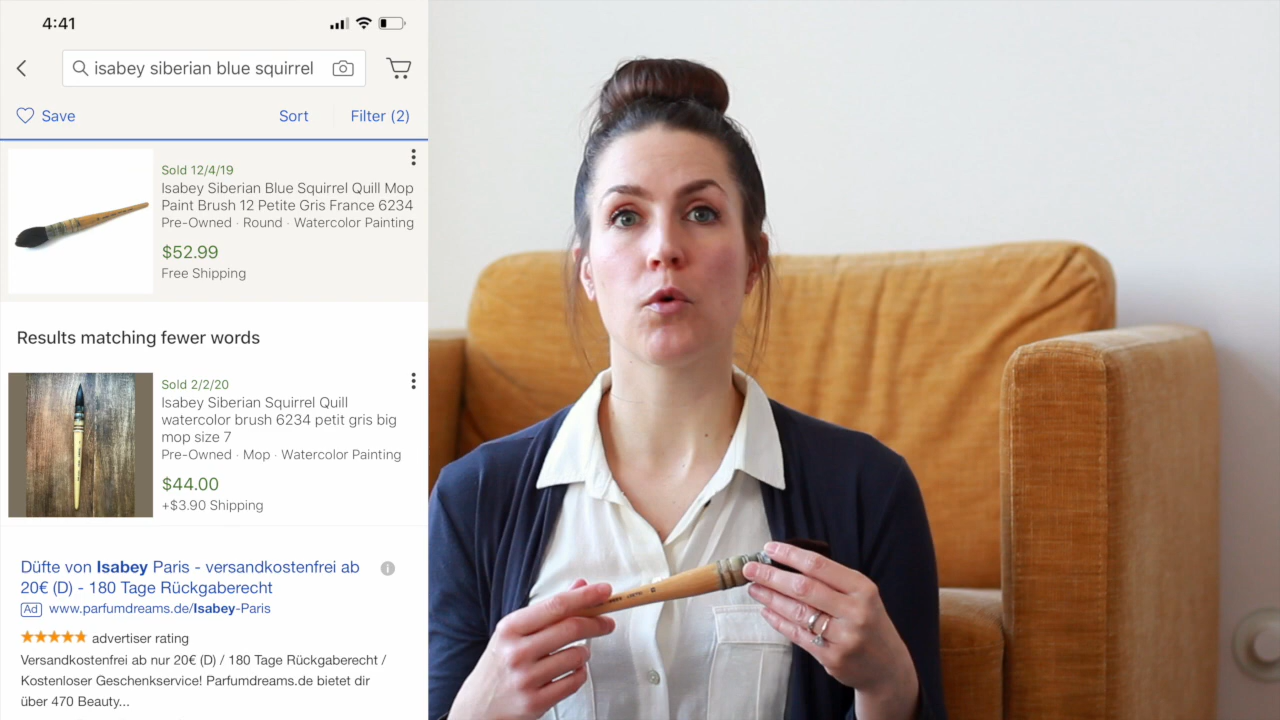 4:41
isabey siberian blue squirrel
Save
Sort
Filter (2)
Sold 12/4/19
Isabey Siberian Blue Squirrel Quill Mop
Paint Brush 12 Petite Gris France 6234
Pre-Owned · Round · Watercolor Painting
$52.99
Free Shipping
Results matching fewer words
Sold 2/2/20
Isabey Siberian Squirrel Quill
watercolor brush 6234 petit gris big
mop size 7
Pre-Owned · Mop · Watercolor Painting
$44.00
+$3.90 Shipping
Düfte von Isabey Paris - versandkostenfrei ab
20€ (D) - 180 Tage Rückgaberecht
Ad www.parfumdreams.de/Isabey-Paris
advertiser rating
Versandkostenfrei ab nur 20€ (D) / 180 Tage Rückgaberecht /
Kostenloser Geschenkservice! Parfumdreams.de bietet dir
über 470 Beauty...